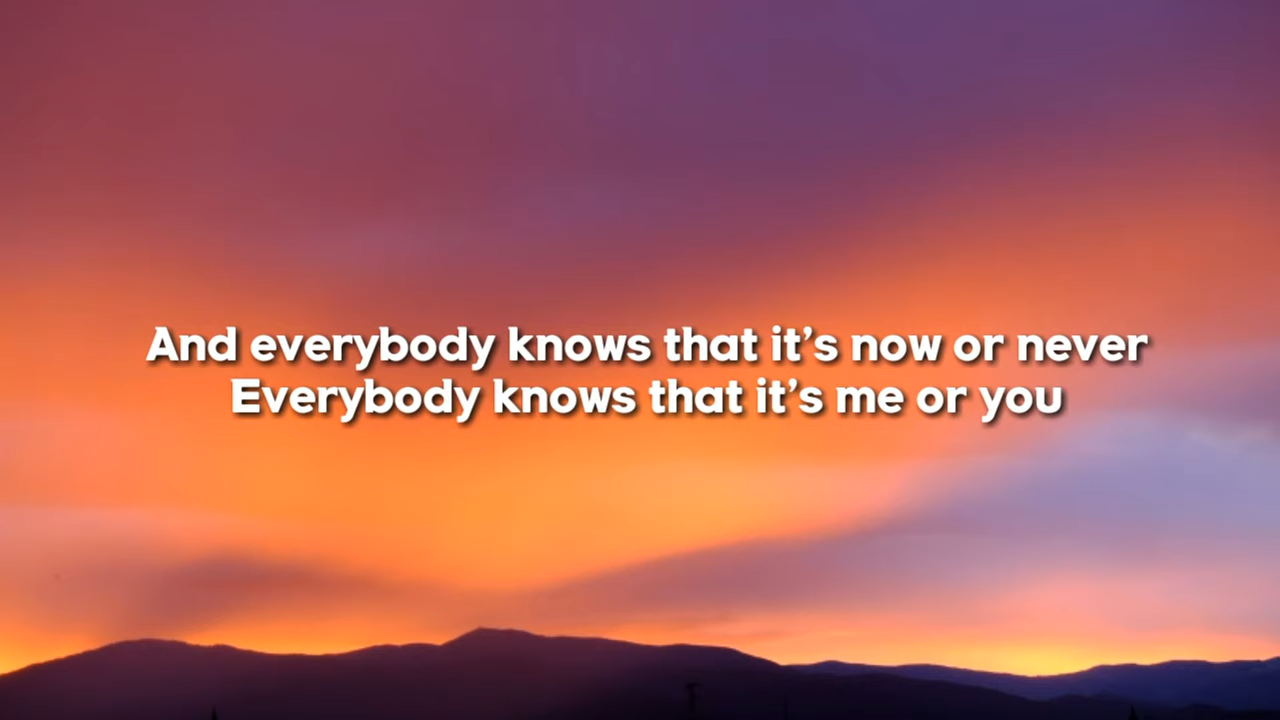 And everybody knows that it’s now or never
Everybody knows that it’s me or you